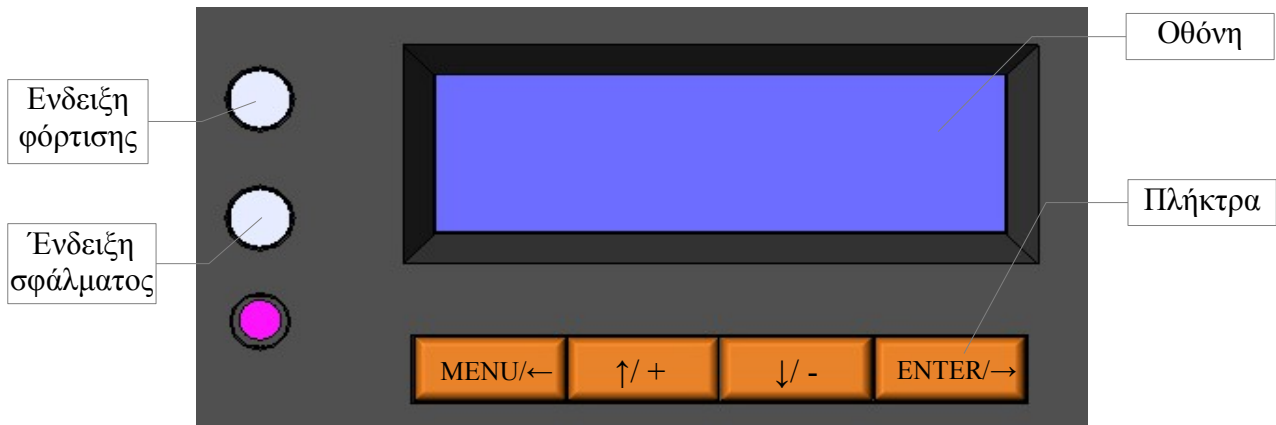 Οθόνη
Ενδειξη
φόρτισης
Πλήκτρα
Ένδειξη
σφάλματος
MENU/← ↑/ + ↓/ - ENTER/→